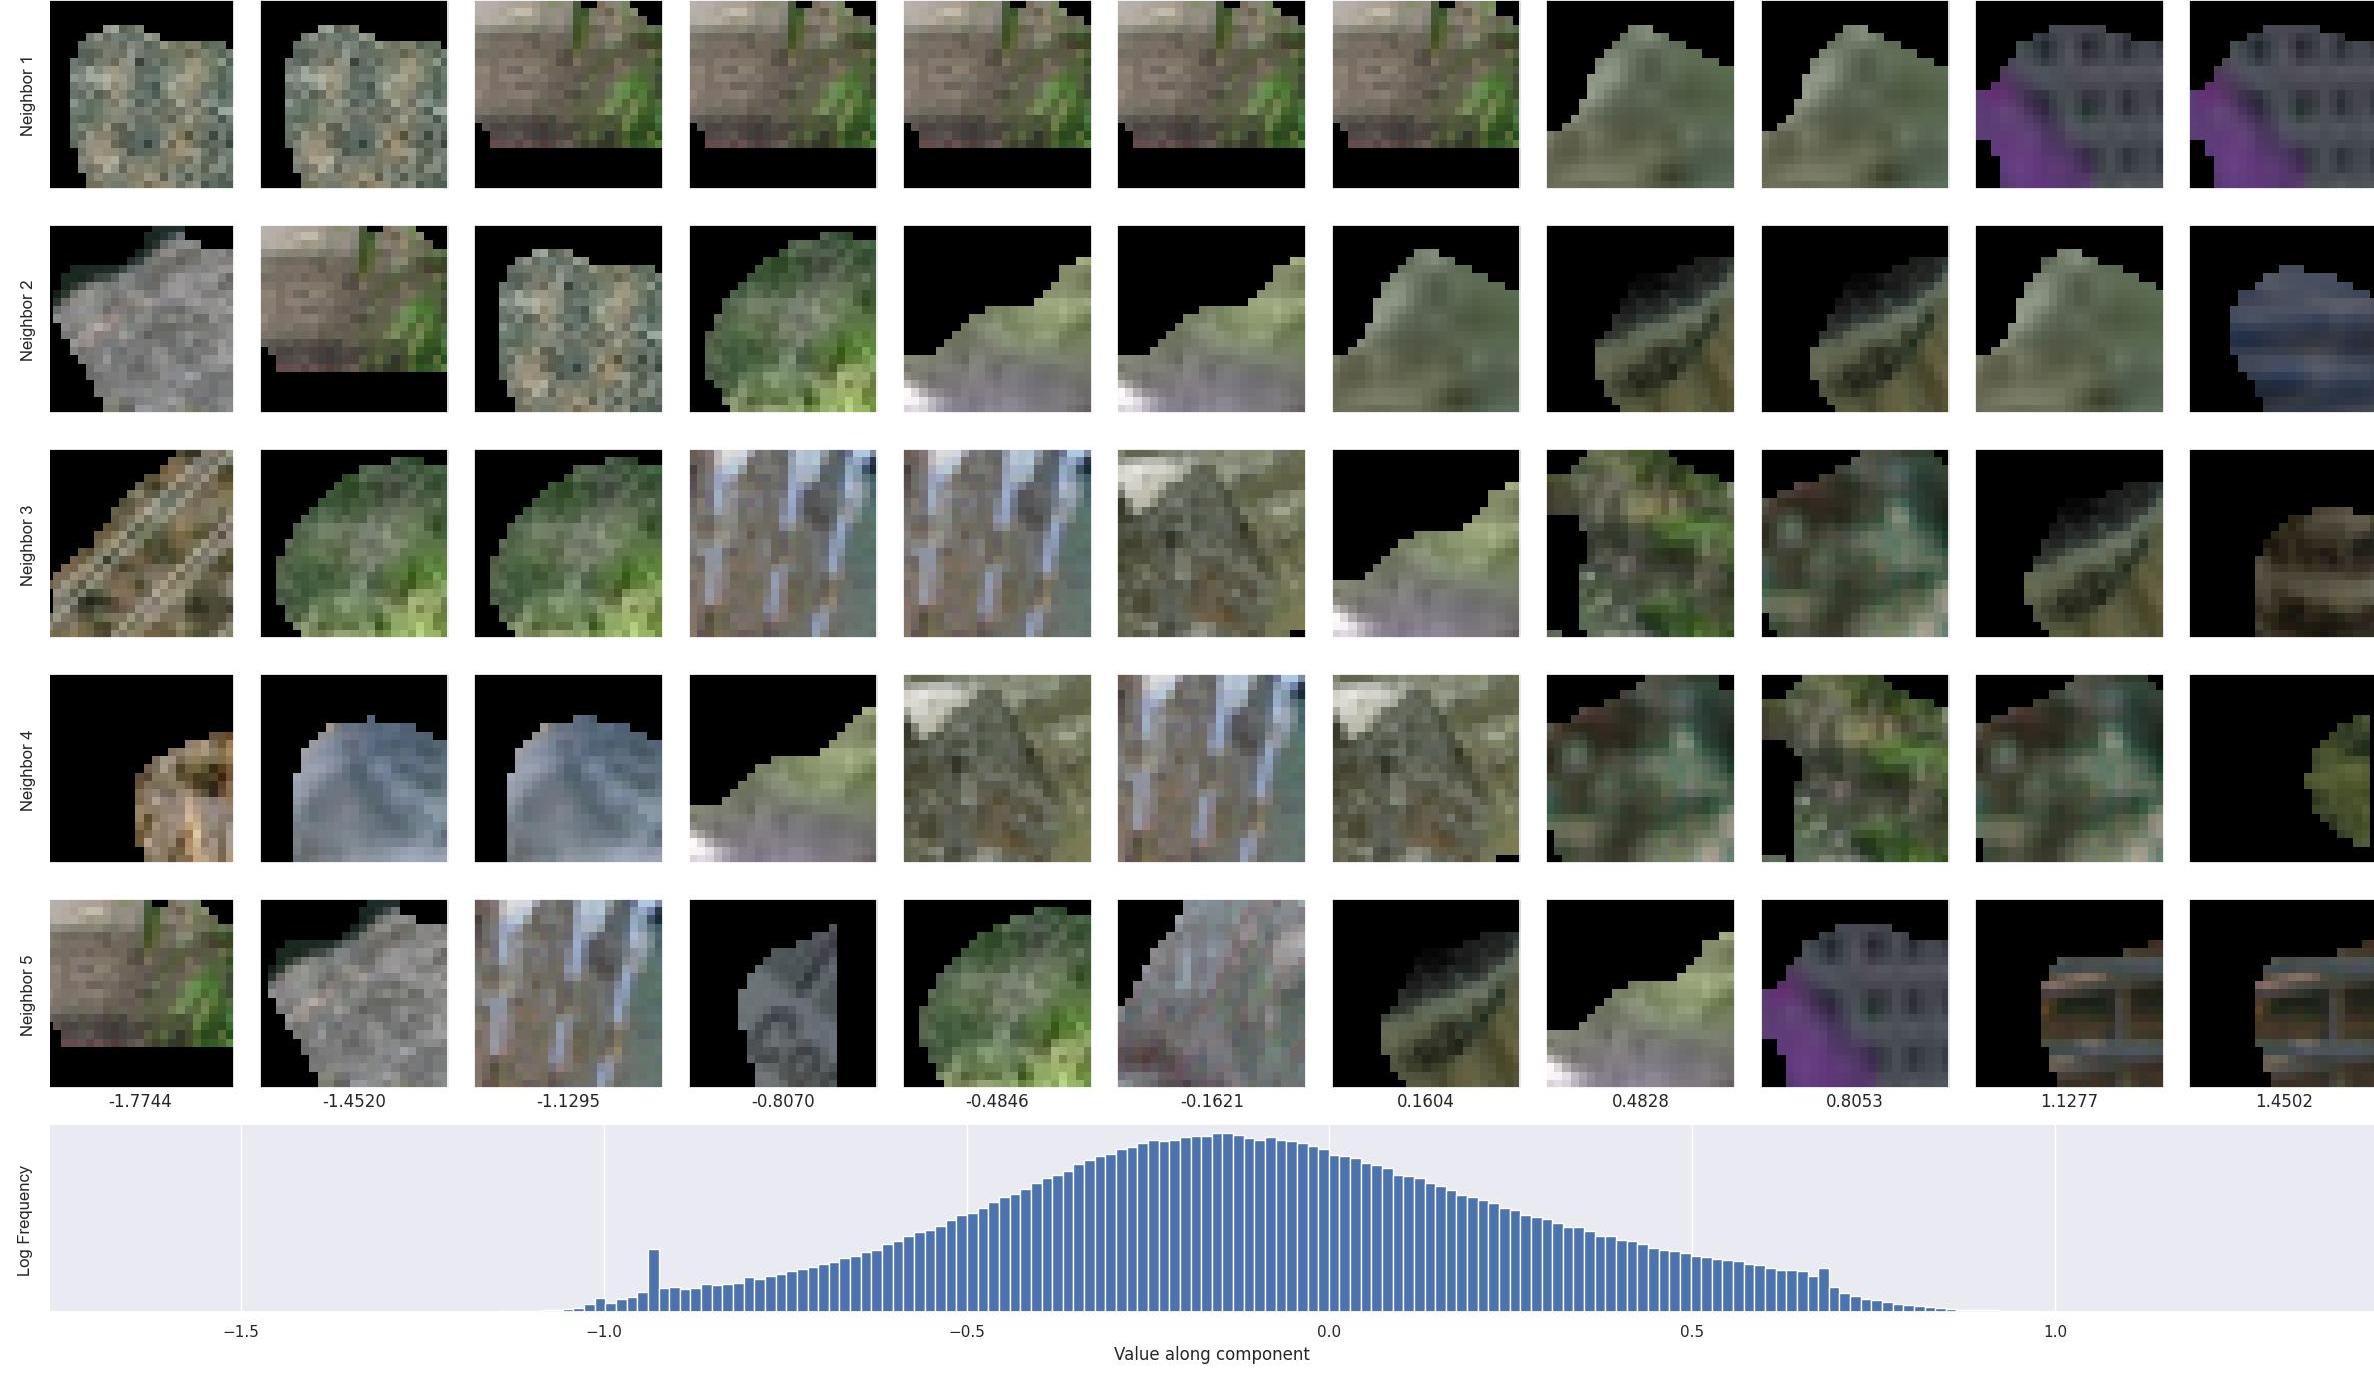 Neighbor 1
Neighbor 2
Neighbor 3
Neighbor 4
Neighbor 5
-1.7744 -1.4520 -1.1295 -0.8070 -0.4846 -0.1621 0.1604 0.4828 0.8053 1.1277 1.4502
Log Frequency
−1.5 −1.0 −0.5 0.0 0.5 1.0
Value along component